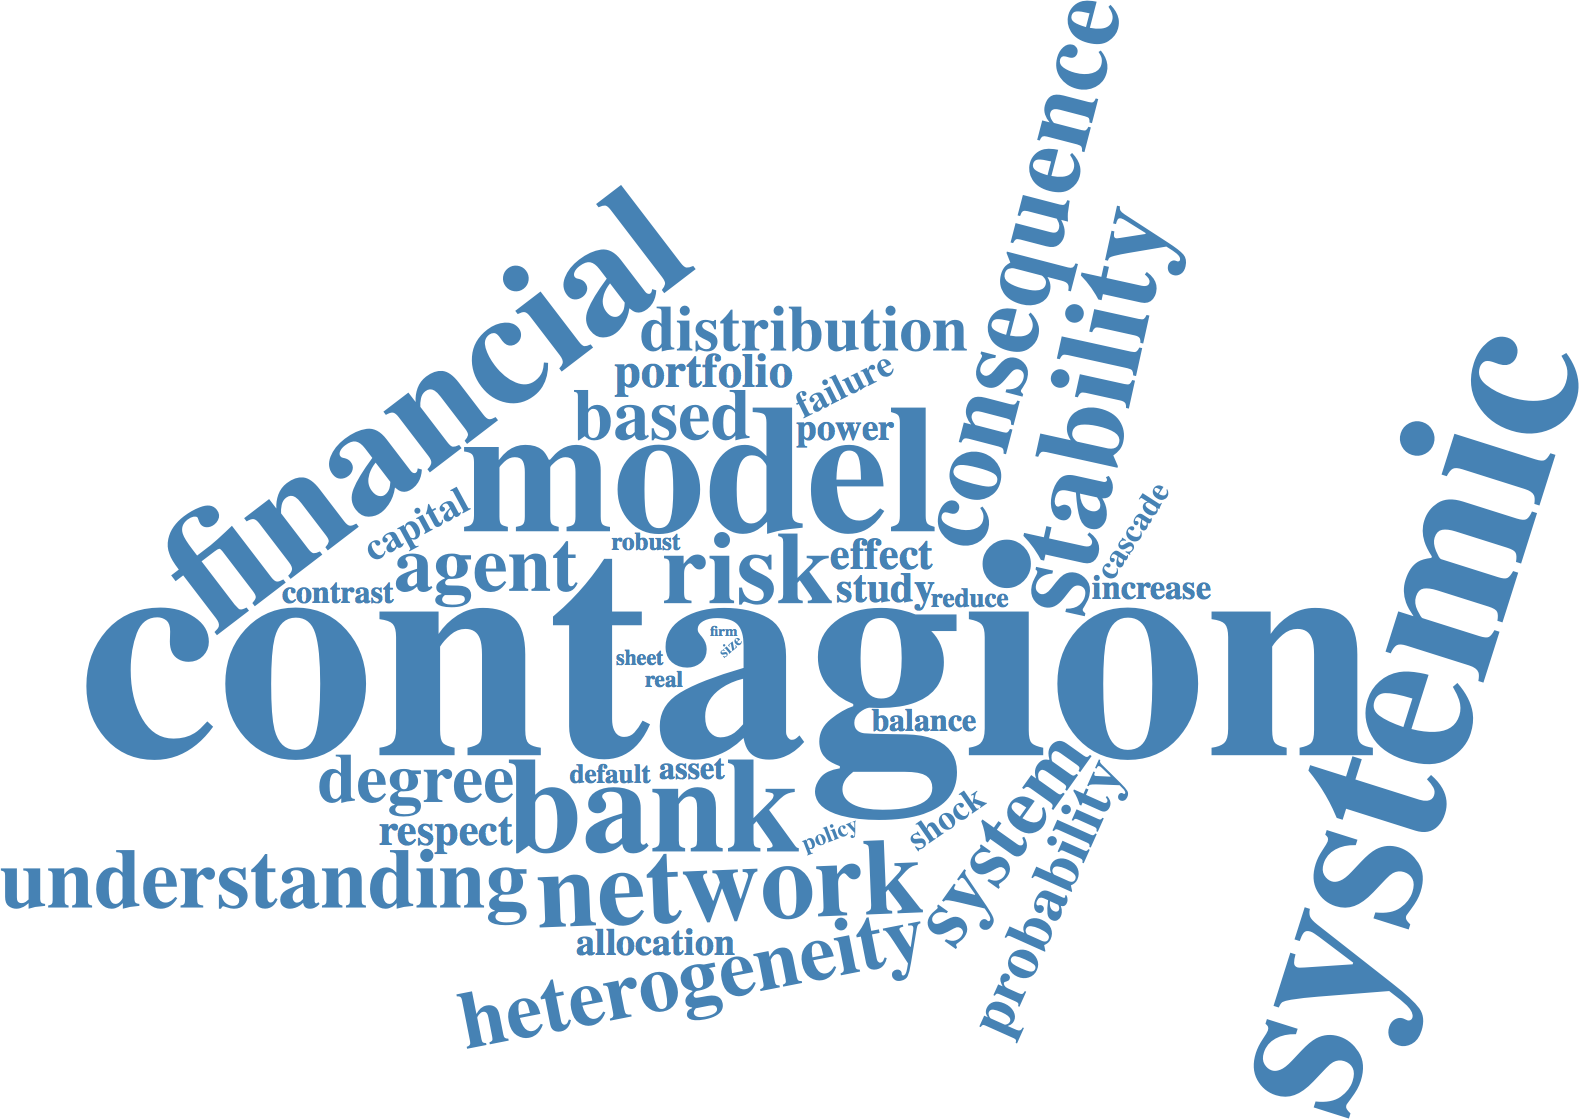 consequence
financial
stability
distribution
portfolio
failure
based
power
model
systemic
capital
robust
agent
risk
effect
cascade
contrast
study
reduce
increase
contagion
firm
size
sheet
real
balance
degree
default
asset
bank
system
probability
respect
policy
shock
understanding
network
allocation
heterogeneity